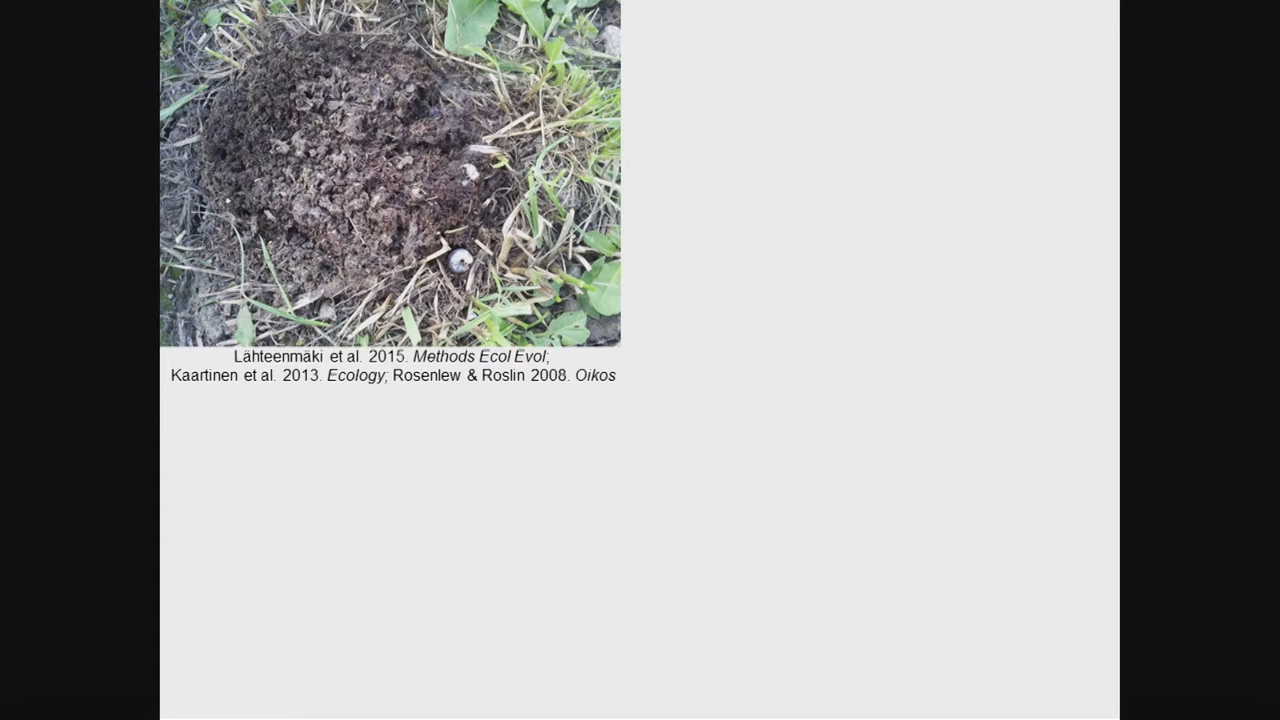 Lähteenmäki et al. 2015. Methods Ecol Evol;
Kaartinen et al. 2013. Ecology; Rosenlew & Roslin 2008. Oikos